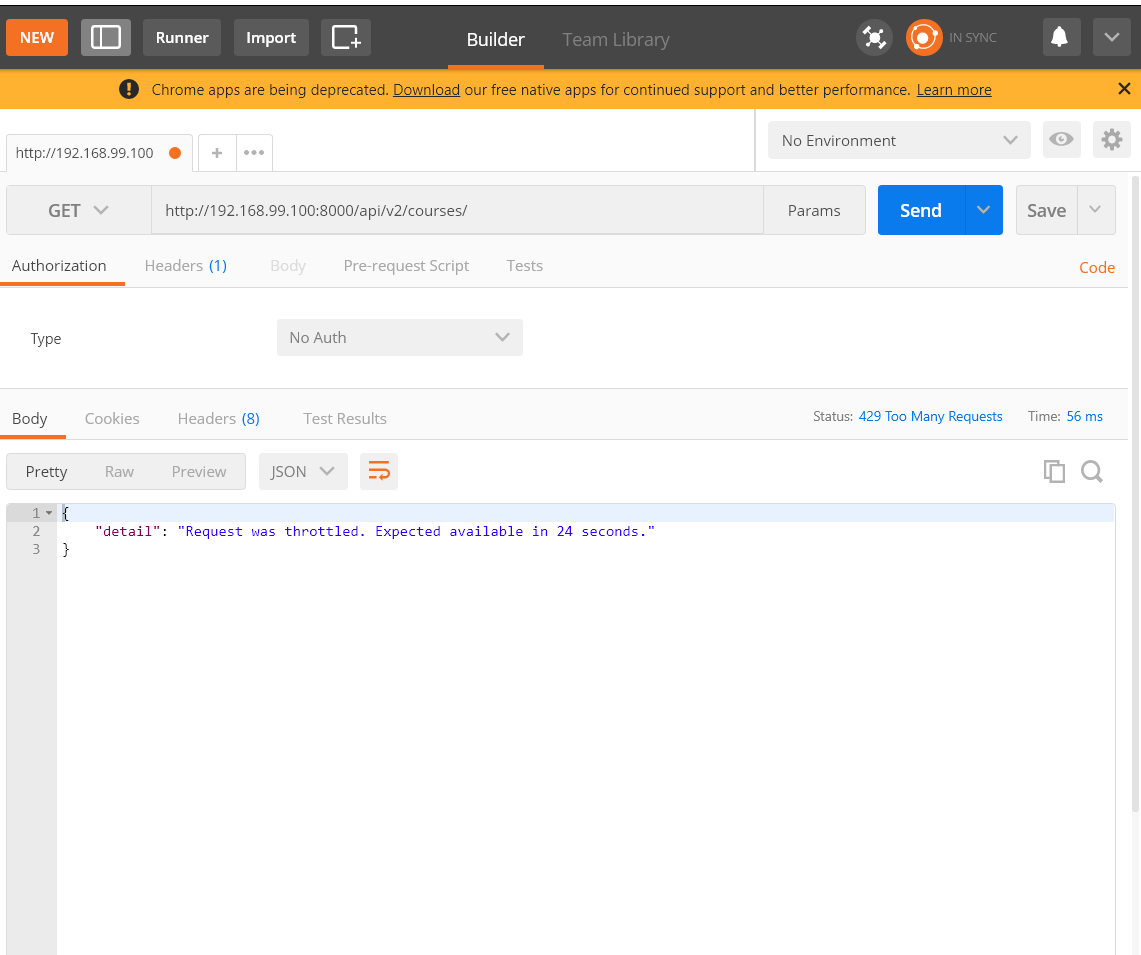 NEW Runner Import Builder Team Library IN SYNC
Chrome apps are being deprecated. Download our free native apps for continued support and better performance. Learn more
http://192.168.99.100 + ••• No Environment
GET http://192.168.99.100:8000/api/v2/courses/ Params Send Save
Authorization Headers (1) Body Pre-request Script Tests Code
Type No Auth
Body Cookies Headers (8) Test Results Status: 429 Too Many Requests Time: 56 ms
Pretty Raw Preview JSON
1 {
2 "detail": "Request was throttled. Expected available in 24 seconds."
3 }